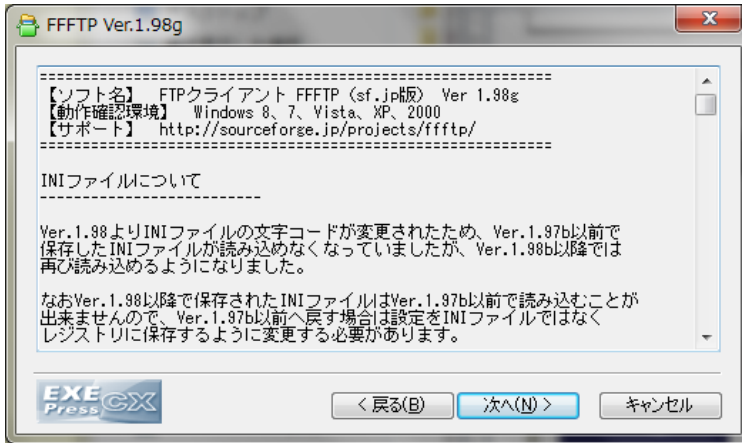 FFFTP Ver.1.98g
========================================================
【ソフト名】 FTPクライアント FFFTP (sf.jp版) Ver 1.98g
【動作確認環境】 Windows 8、7、Vista、XP、2000
【サポート】 http://sourceforge.jp/projects/ffftp/
========================================================
INIファイルについて
------------------------
Ver.1.98よりINIファイルの文字コードが変更されたため、Ver.1.97b以前で
保存したINIファイルが読み込めなくなっていましたが、Ver.1.98b以降では
再び読み込めるようになりました。
なおVer.1.98以降で保存されたINIファイルはVer.1.97b以前で読み込むことが
出来ませんので、Ver.1.97b以前へ戻す場合は設定をINIファイルではなく
レジストリに保存するように変更する必要があります。
EXE
Press CX
< 戻る(B)
次へ(N) >
キャンセル